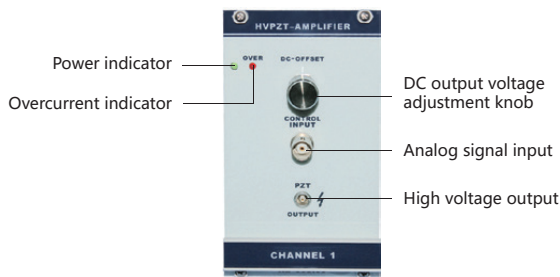 HVPZT-AMPLIFIER
OVER
DC-OFFSET
Power indicator
Overcurrent indicator
DC output voltage
adjustment knob
CONTROL
INPUT
Analog signal input
PZT
High voltage output
OUTPUT
CHANNEL 1